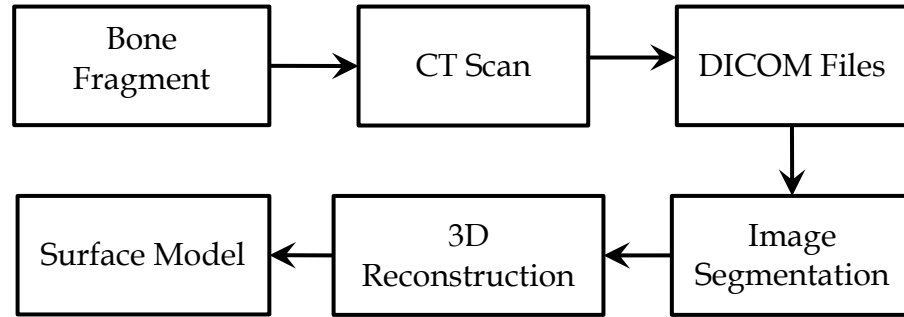 Bone
Fragment
CT Scan
DICOM Files
Surface Model
3D
Reconstruction
Image
Segmentation